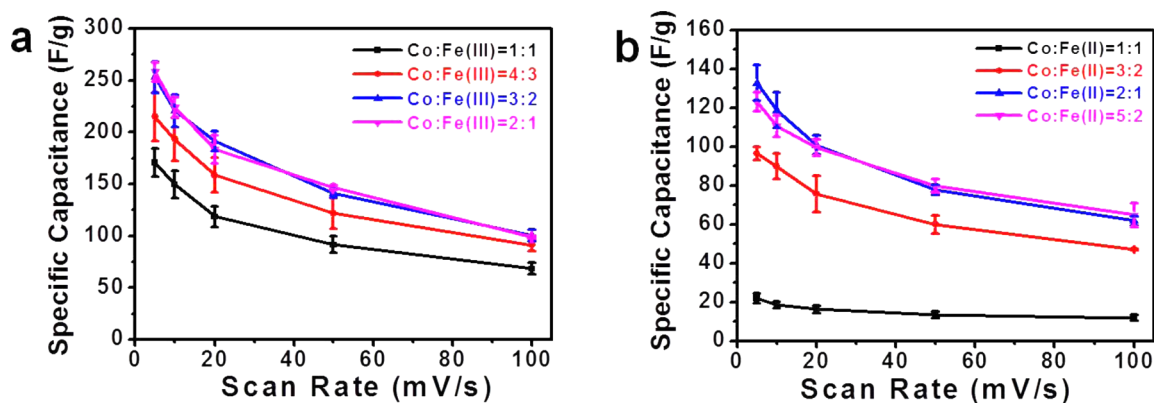 a
Specific Capacitance (F/g)
300
250
200
150
100
50
0
Co:Fe(III)=1:1
Co:Fe(III)=4:3
Co:Fe(III)=3:2
Co:Fe(III)=2:1
0 20 40 60 80 100
Scan Rate (mV/s)
b
Specific Capacitance (F/g)
160
140
120
100
80
60
40
20
0
Co:Fe(II)=1:1
Co:Fe(II)=3:2
Co:Fe(II)=2:1
Co:Fe(II)=5:2
0 20 40 60 80 100
Scan Rate (mV/s)